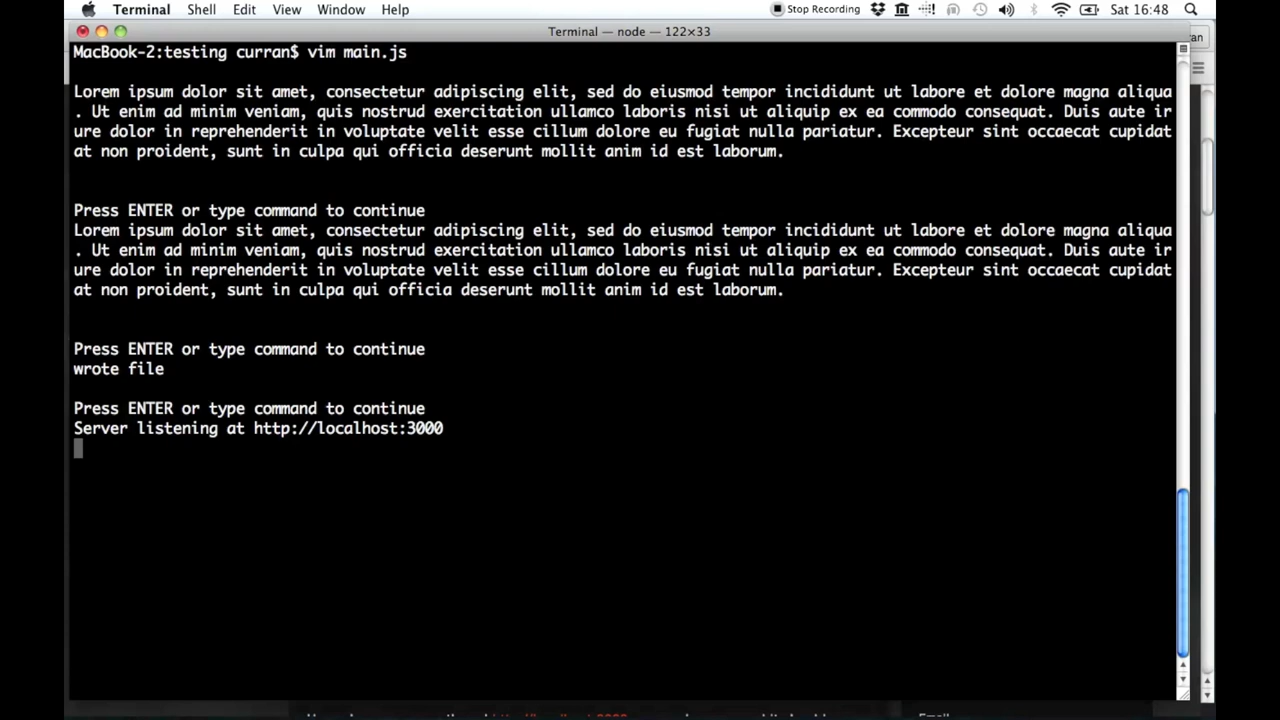 Terminal Shell Edit View Window Help Stop Recording Sat 16:48
Terminal — node — 122×33
an
MacBook-2:testing curran$ vim main.js
Lorem ipsum dolor sit amet, consectetur adipiscing elit, sed do eiusmod tempor incididunt ut labore et dolore magna aliqua
. Ut enim ad minim veniam, quis nostrud exercitation ullamco laboris nisi ut aliquip ex ea commodo consequat. Duis aute ir
ure dolor in reprehenderit in voluptate velit esse cillum dolore eu fugiat nulla pariatur. Excepteur sint occaecat cupidat
at non proident, sunt in culpa qui officia deserunt mollit anim id est laborum.
Press ENTER or type command to continue
Lorem ipsum dolor sit amet, consectetur adipiscing elit, sed do eiusmod tempor incididunt ut labore et dolore magna aliqua
. Ut enim ad minim veniam, quis nostrud exercitation ullamco laboris nisi ut aliquip ex ea commodo consequat. Duis aute ir
ure dolor in reprehenderit in voluptate velit esse cillum dolore eu fugiat nulla pariatur. Excepteur sint occaecat cupidat
at non proident, sunt in culpa qui officia deserunt mollit anim id est laborum.
Press ENTER or type command to continue
wrote file
Press ENTER or type command to continue
Server listening at http://localhost:3000